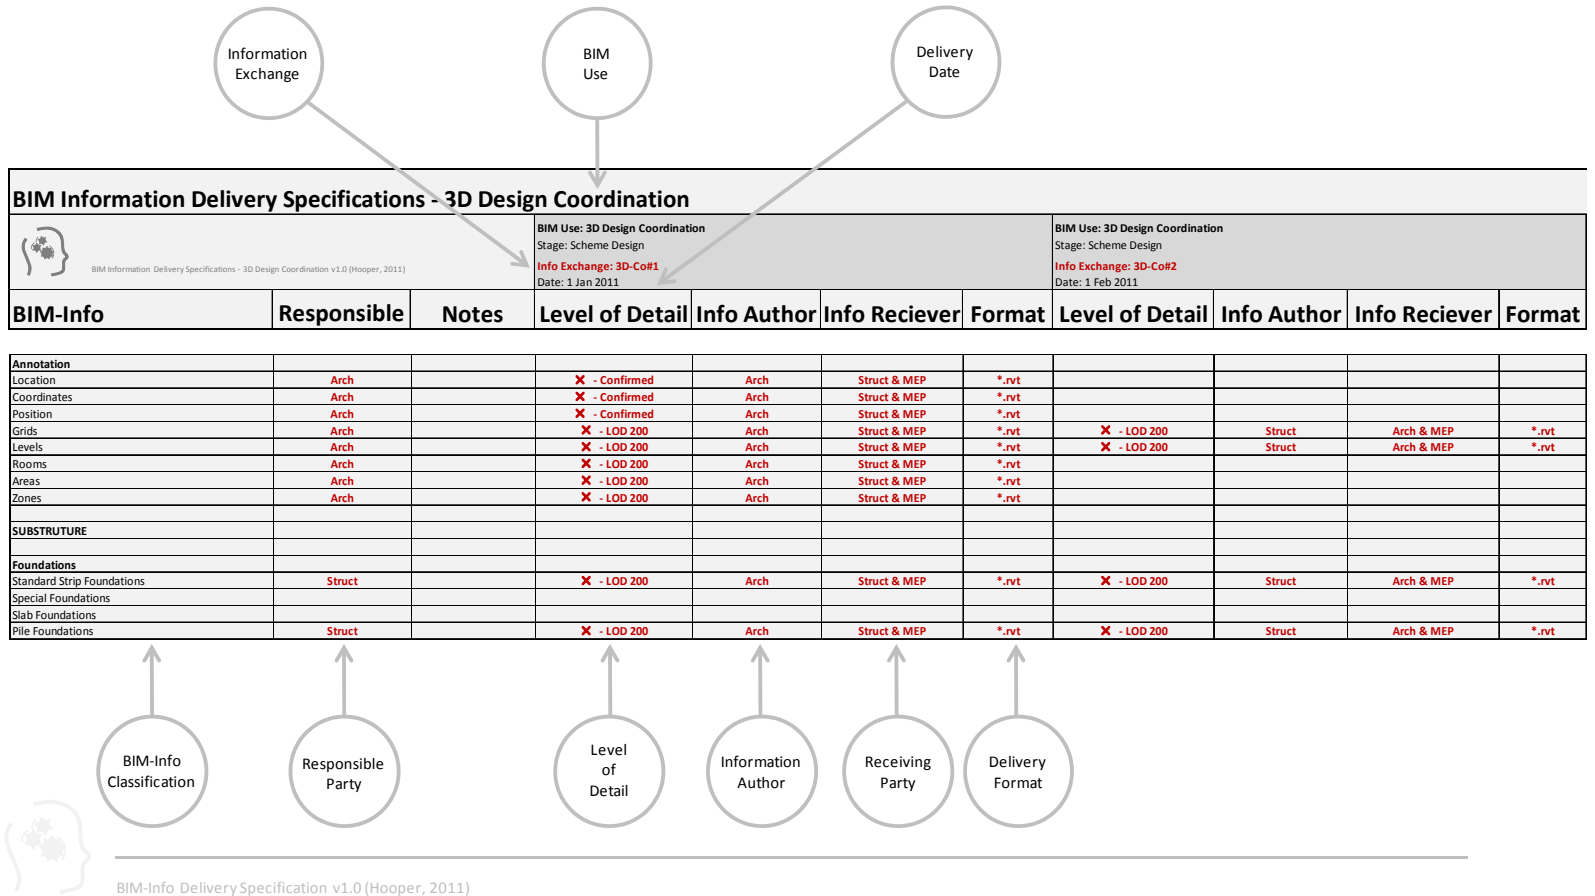 Information
Exchange
BIM
Use
Delivery
Date
BIM Information Delivery Specifications - 3D Design Coordination
BIM Information Delivery Specifications - 3D Design Coordination v1.0 (Hooper, 2011)
BIM Use: 3D Design Coordination
Stage: Scheme Design
Info Exchange: 3D-Co#1
Date: 1 Jan 2011
BIM Use: 3D Design Coordination
Stage: Scheme Design
Info Exchange: 3D-Co#2
Date: 1 Feb 2011
BIM-Info Responsible Notes Level of Detail Info Author Info Reciever Format Level of Detail Info Author Info Reciever Format
Annotation
Location Arch ✕ - Confirmed Arch Struct & MEP *.rvt
Coordinates Arch ✕ - Confirmed Arch Struct & MEP *.rvt
Position Arch ✕ - Confirmed Arch Struct & MEP *.rvt
Grids Arch ✕ - LOD 200 Arch Struct & MEP *.rvt ✕ - LOD 200 Struct Arch & MEP *.rvt
Levels Arch ✕ - LOD 200 Arch Struct & MEP *.rvt ✕ - LOD 200 Struct Arch & MEP *.rvt
Rooms Arch ✕ - LOD 200 Arch Struct & MEP *.rvt
Areas Arch ✕ - LOD 200 Arch Struct & MEP *.rvt
Zones Arch ✕ - LOD 200 Arch Struct & MEP *.rvt
SUBSTRUTURE
Foundations
Standard Strip Foundations Struct ✕ - LOD 200 Arch Struct & MEP *.rvt ✕ - LOD 200 Struct Arch & MEP *.rvt
Special Foundations
Slab Foundations
Pile Foundations Struct ✕ - LOD 200 Arch Struct & MEP *.rvt ✕ - LOD 200 Struct Arch & MEP *.rvt
BIM-Info
Classification
Responsible
Party
Level
of
Detail
Information
Author
Receiving
Party
Delivery
Format
BIM-Info Delivery Specification v1.0 (Hooper, 2011)